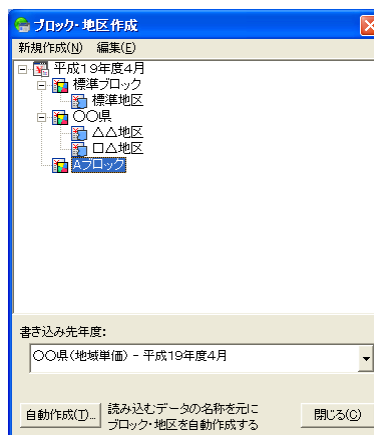 ブロック・地区作成
新規作成(N) 編集(E)
平成19年度4月
標準ブロック
標準地区
〇〇県
△△地区
口△地区
Aブロック
書き込み先年度:
〇〇県(地域単価) - 平成19年度4月
自動作成(T)... 読み込むデータの名称を元に
ブロック・地区を自動作成する
閉じる(C)